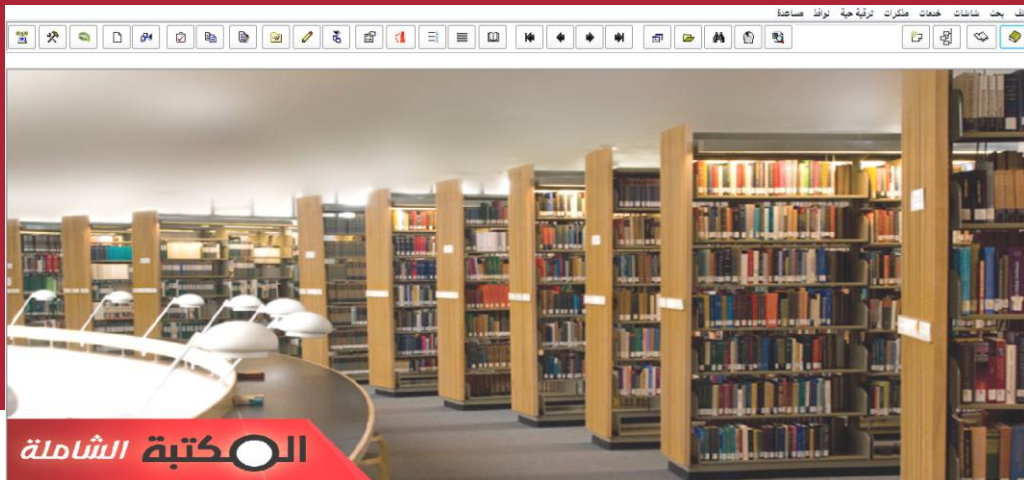 بحث شاشات خدمات مذكرات ترقية حية نوافذ مساعدة
المكتبة الشاملة